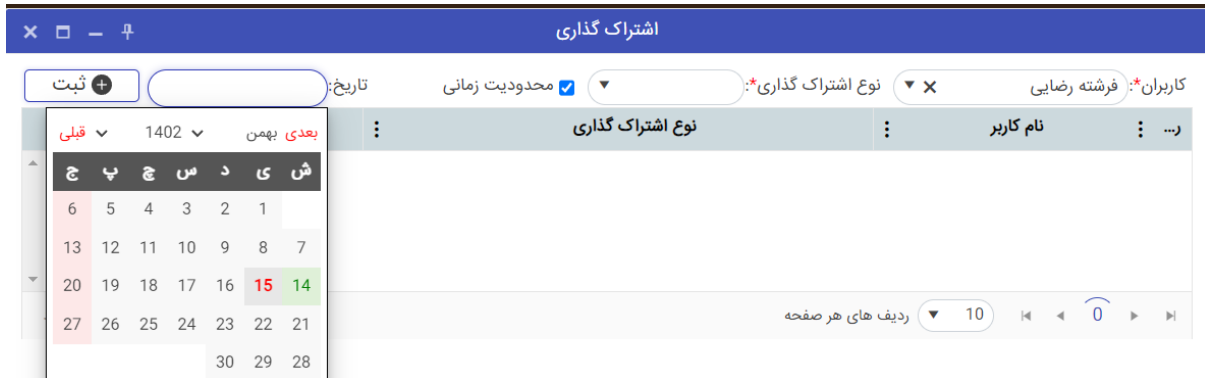 اشتراک گذاری
کاربران*: فرشته رضایی نوع اشتراک گذاری*: محدودیت زمانی تاریخ: ثبت
ر... نام کاربر نوع اشتراک گذاری
بعدی بهمن 1402 قبلی
ش ی د س چ پ ج
1 2 3 4 5 6
7 8 9 10 11 12 13
14 15 16 17 18 19 20
21 22 23 24 25 26 27
28 29 30
0 10 ردیف های هر صفحه